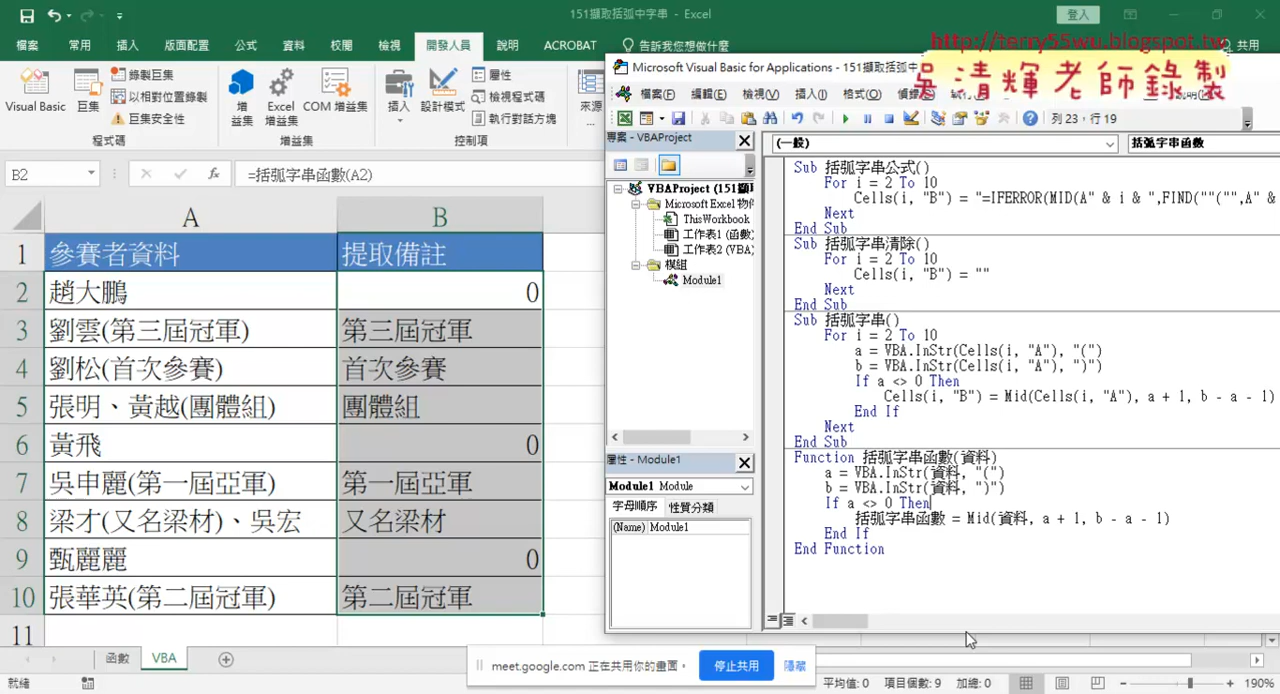 151擷取括弧中字串 - Excel
登入
檔案 常用 插入 版面配置 公式 資料 校閱 檢視 開發人員 說明 ACROBAT 告訴我您想做什麼 共用
http://terry55wu.blogspot.tw
吳清輝老師錄製
Visual Basic
巨集
錄製巨集
以相對位置錄製
巨集安全性
程式碼
增益集
Excel 增益集
COM 增益集
增益集
插入
設計模式
屬性
檢視程式碼
執行對話方塊
控制項
來源
B2
fx
=括弧字串函數(A2)
A B
1 參賽者資料 提取備註
2 趙大鵬 0
3 劉雲(第三屆冠軍) 第三屆冠軍
4 劉松(首次參賽) 首次參賽
5 張明、黃越(團體組) 團體組
6 黃飛 0
7 吳申麗(第一屆亞軍) 第一屆亞軍
8 梁才(又名梁材)、吳宏 又名梁材
9 甄麗麗 0
10 張華英(第二屆冠軍) 第二屆冠軍
11
函數 VBA
就緒
meet.google.com 正在共用你的畫面。 停止共用 隱藏
平均值: 0 項目個數: 9 加總: 0 190%
Microsoft Visual Basic for Applications - 151擷取括弧中
檔案(F) 編輯(E) 檢視(V) 插入(I) 格式(O)
列 23, 行 19
專案 - VBAProject
VBAProject (151擷
Microsoft Excel 物件
ThisWorkbook
工作表1 (函數)
工作表2 (VBA)
模組
Module1
屬性 - Module1
Module1 Module
字母順序 性質分類
(Name) Module1
(一般) 括弧字串函數
Sub 括弧字串公式()
For i = 2 To 10
Cells(i, "B") = "=IFERROR(MID(A" & i & ",FIND(""("",A" &
Next
End Sub
Sub 括弧字串清除()
For i = 2 To 10
Cells(i, "B") = ""
Next
End Sub
Sub 括弧字串()
For i = 2 To 10
a = VBA.InStr(Cells(i, "A"), "(")
b = VBA.InStr(Cells(i, "A"), ")")
If a <> 0 Then
Cells(i, "B") = Mid(Cells(i, "A"), a + 1, b - a - 1)
End If
Next
End Sub
Function 括弧字串函數(資料)
a = VBA.InStr(資料, "(")
b = VBA.InStr(資料, ")")
If a <> 0 Then
括弧字串函數 = Mid(資料, a + 1, b - a - 1)
End If
End Function